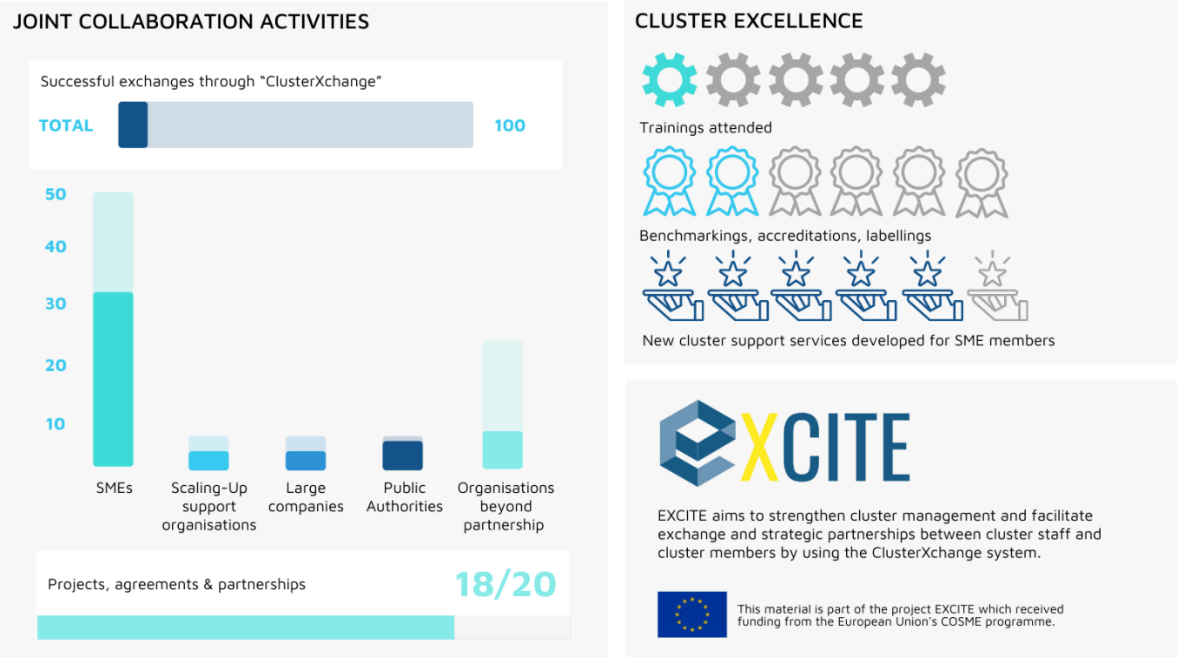 JOINT COLLABORATION ACTIVITIES
Successful exchanges through “ClusterXchange”
TOTAL
100
50
40
30
20
10
SMEs
Scaling-Up
support
organisations
Large
companies
Public
Authorities
Organisations
beyond
partnership
Projects, agreements & partnerships
18/20
CLUSTER EXCELLENCE
Trainings attended
Benchmarkings, accreditations, labellings
New cluster support services developed for SME members
EXCITE
EXCITE aims to strengthen cluster management and facilitate
exchange and strategic partnerships between cluster staff and
cluster members by using the ClusterXchange system.
This material is part of the project EXCITE which received
funding from the European Union's COSME programme.